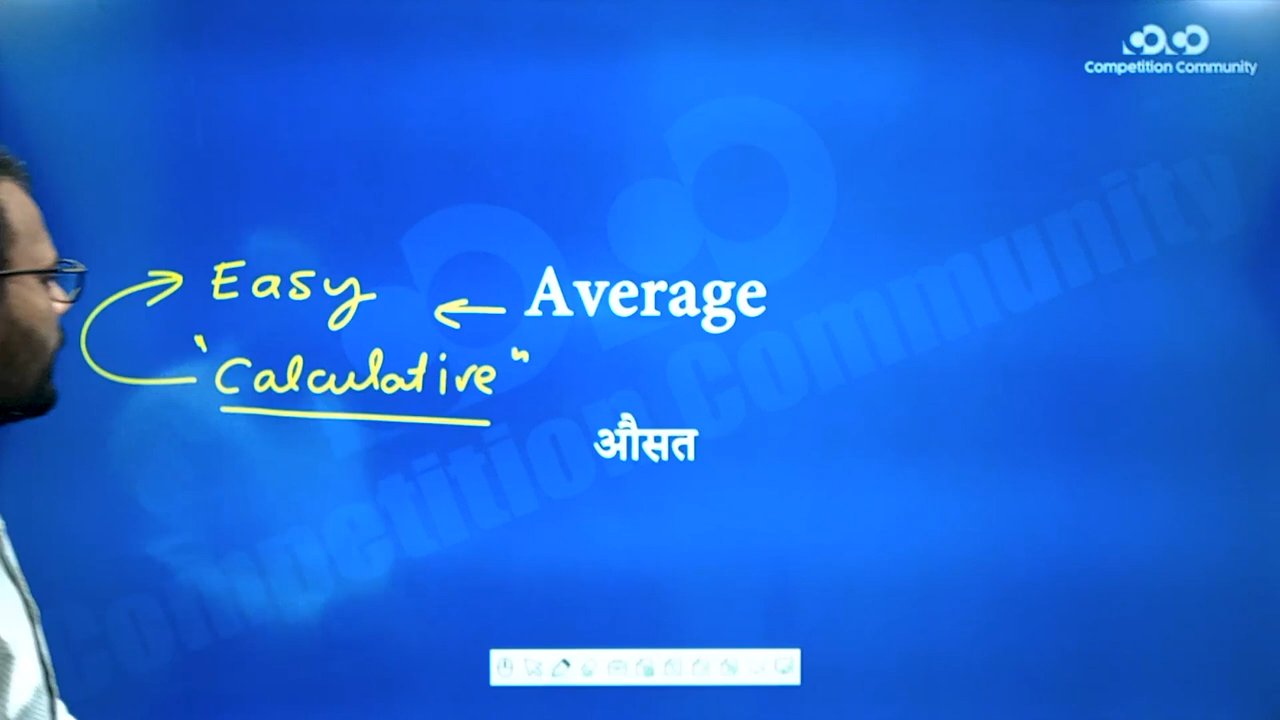 Competition Community
Easy ← Average
"Calculative"
औसत
Competition Community